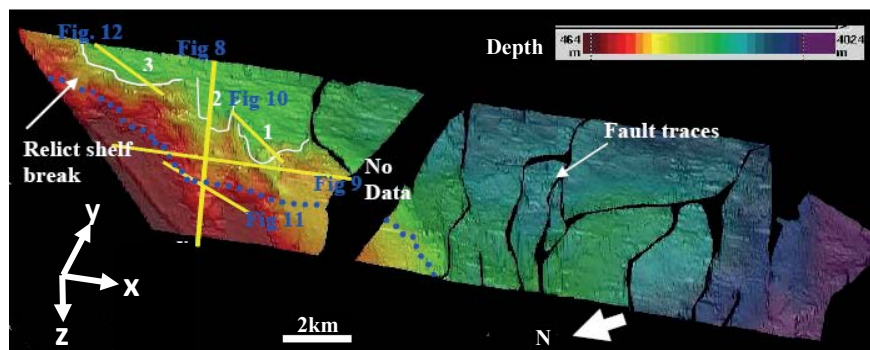 Fig. 12
Fig 8
Depth
464
m
4024
m
3
2
Fig 10
1
Relict shelf
break
Fault traces
No
Data
Fig 9
Fig 11
y
x
z
2km
N